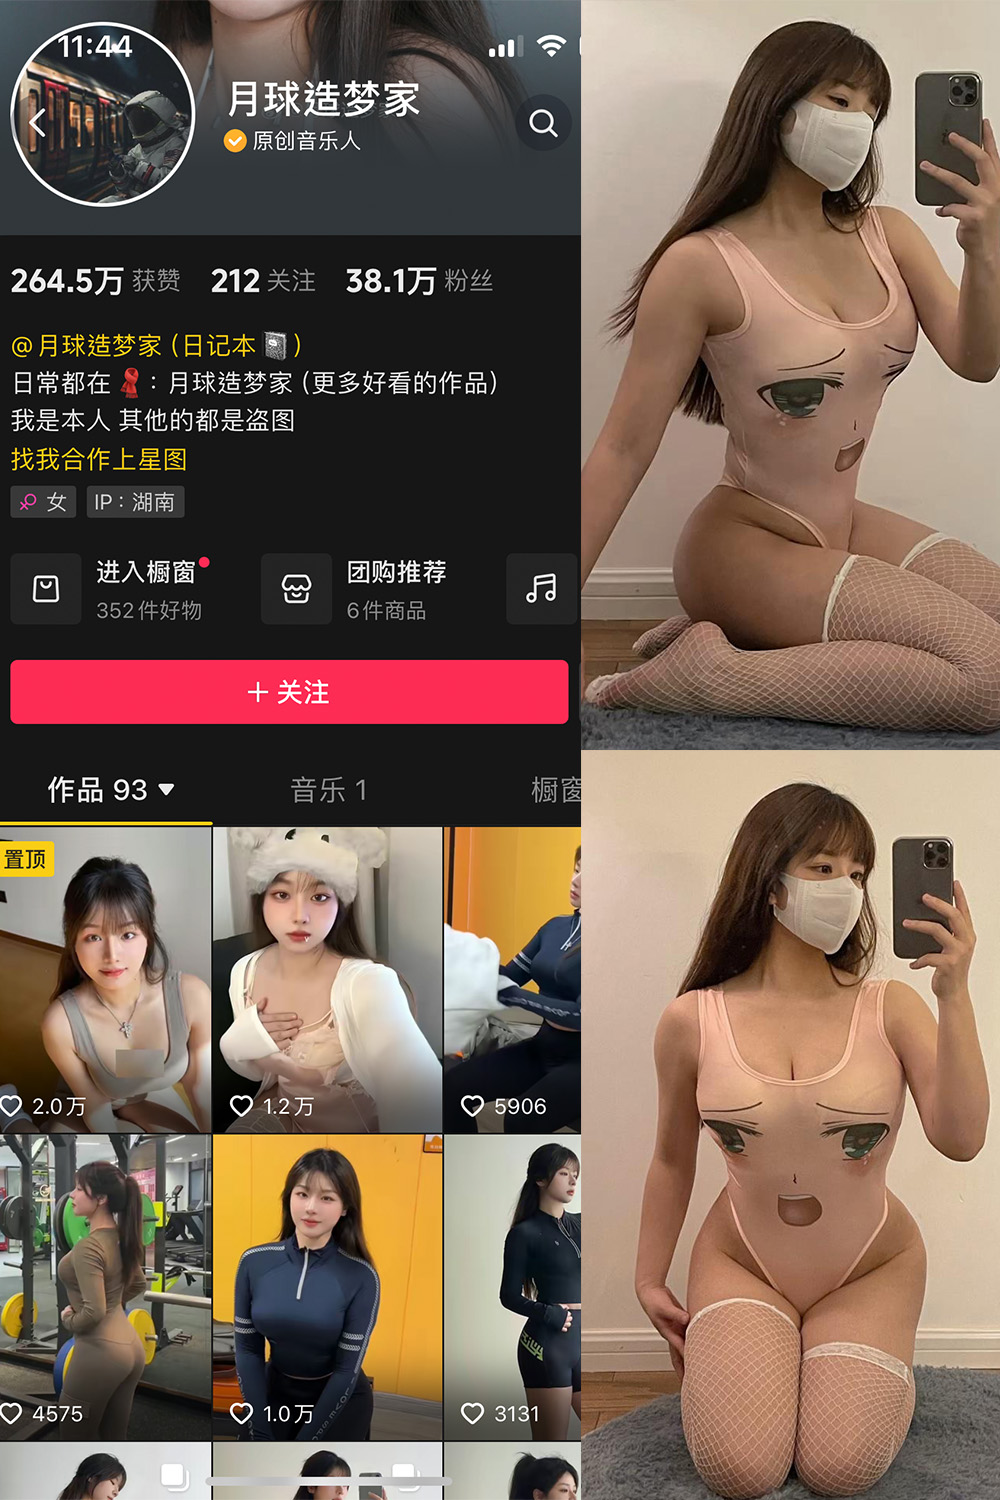 11:44
月球造梦家
原创音乐人
264.5万 获赞 212 关注 38.1万 粉丝
@月球造梦家 (日记本📓)
日常都在🧣：月球造梦家 (更多好看的作品)
我是本人 其他的都是盗图
找我合作上星图
女 IP：湖南
进入橱窗 团购推荐
352件好物 6件商品
＋关注
作品 93 音乐 1 橱窗
置顶
2.0万 1.2万 5906
4575 1.0万 3131